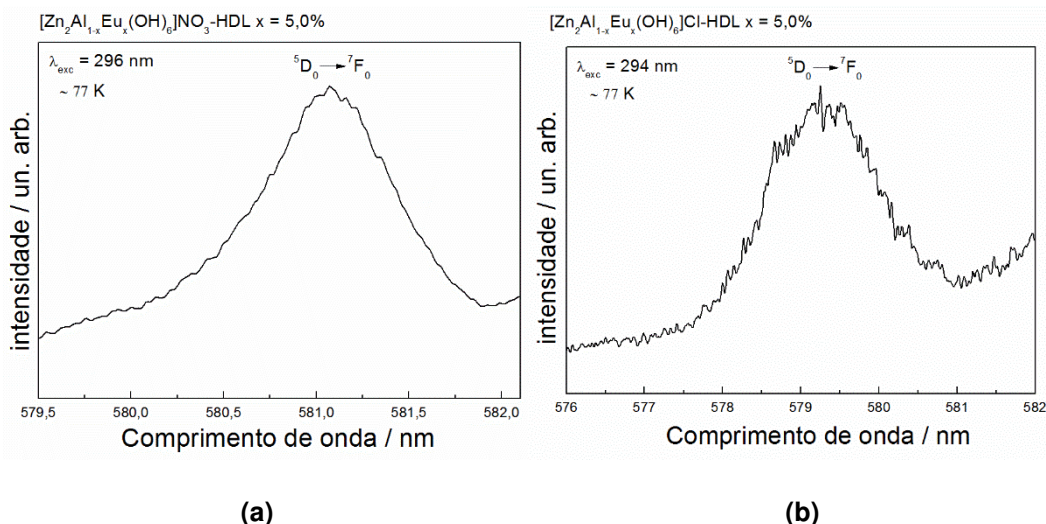 [Zn₂Al₁₋ₓEuₓ(OH)₆]NO₃-HDL x = 5,0%
λexc = 296 nm
~ 77 K
⁵D₀ → ⁷F₀
intensidade / un. arb.
579,5 580,0 580,5 581,0 581,5 582,0
Comprimento de onda / nm
(a)
[Zn₂Al₁₋ₓEuₓ(OH)₆]Cl-HDL x = 5,0%
λexc = 294 nm
~ 77 K
⁵D₀ → ⁷F₀
intensidade / un. arb.
576 577 578 579 580 581 582
Comprimento de onda / nm
(b)